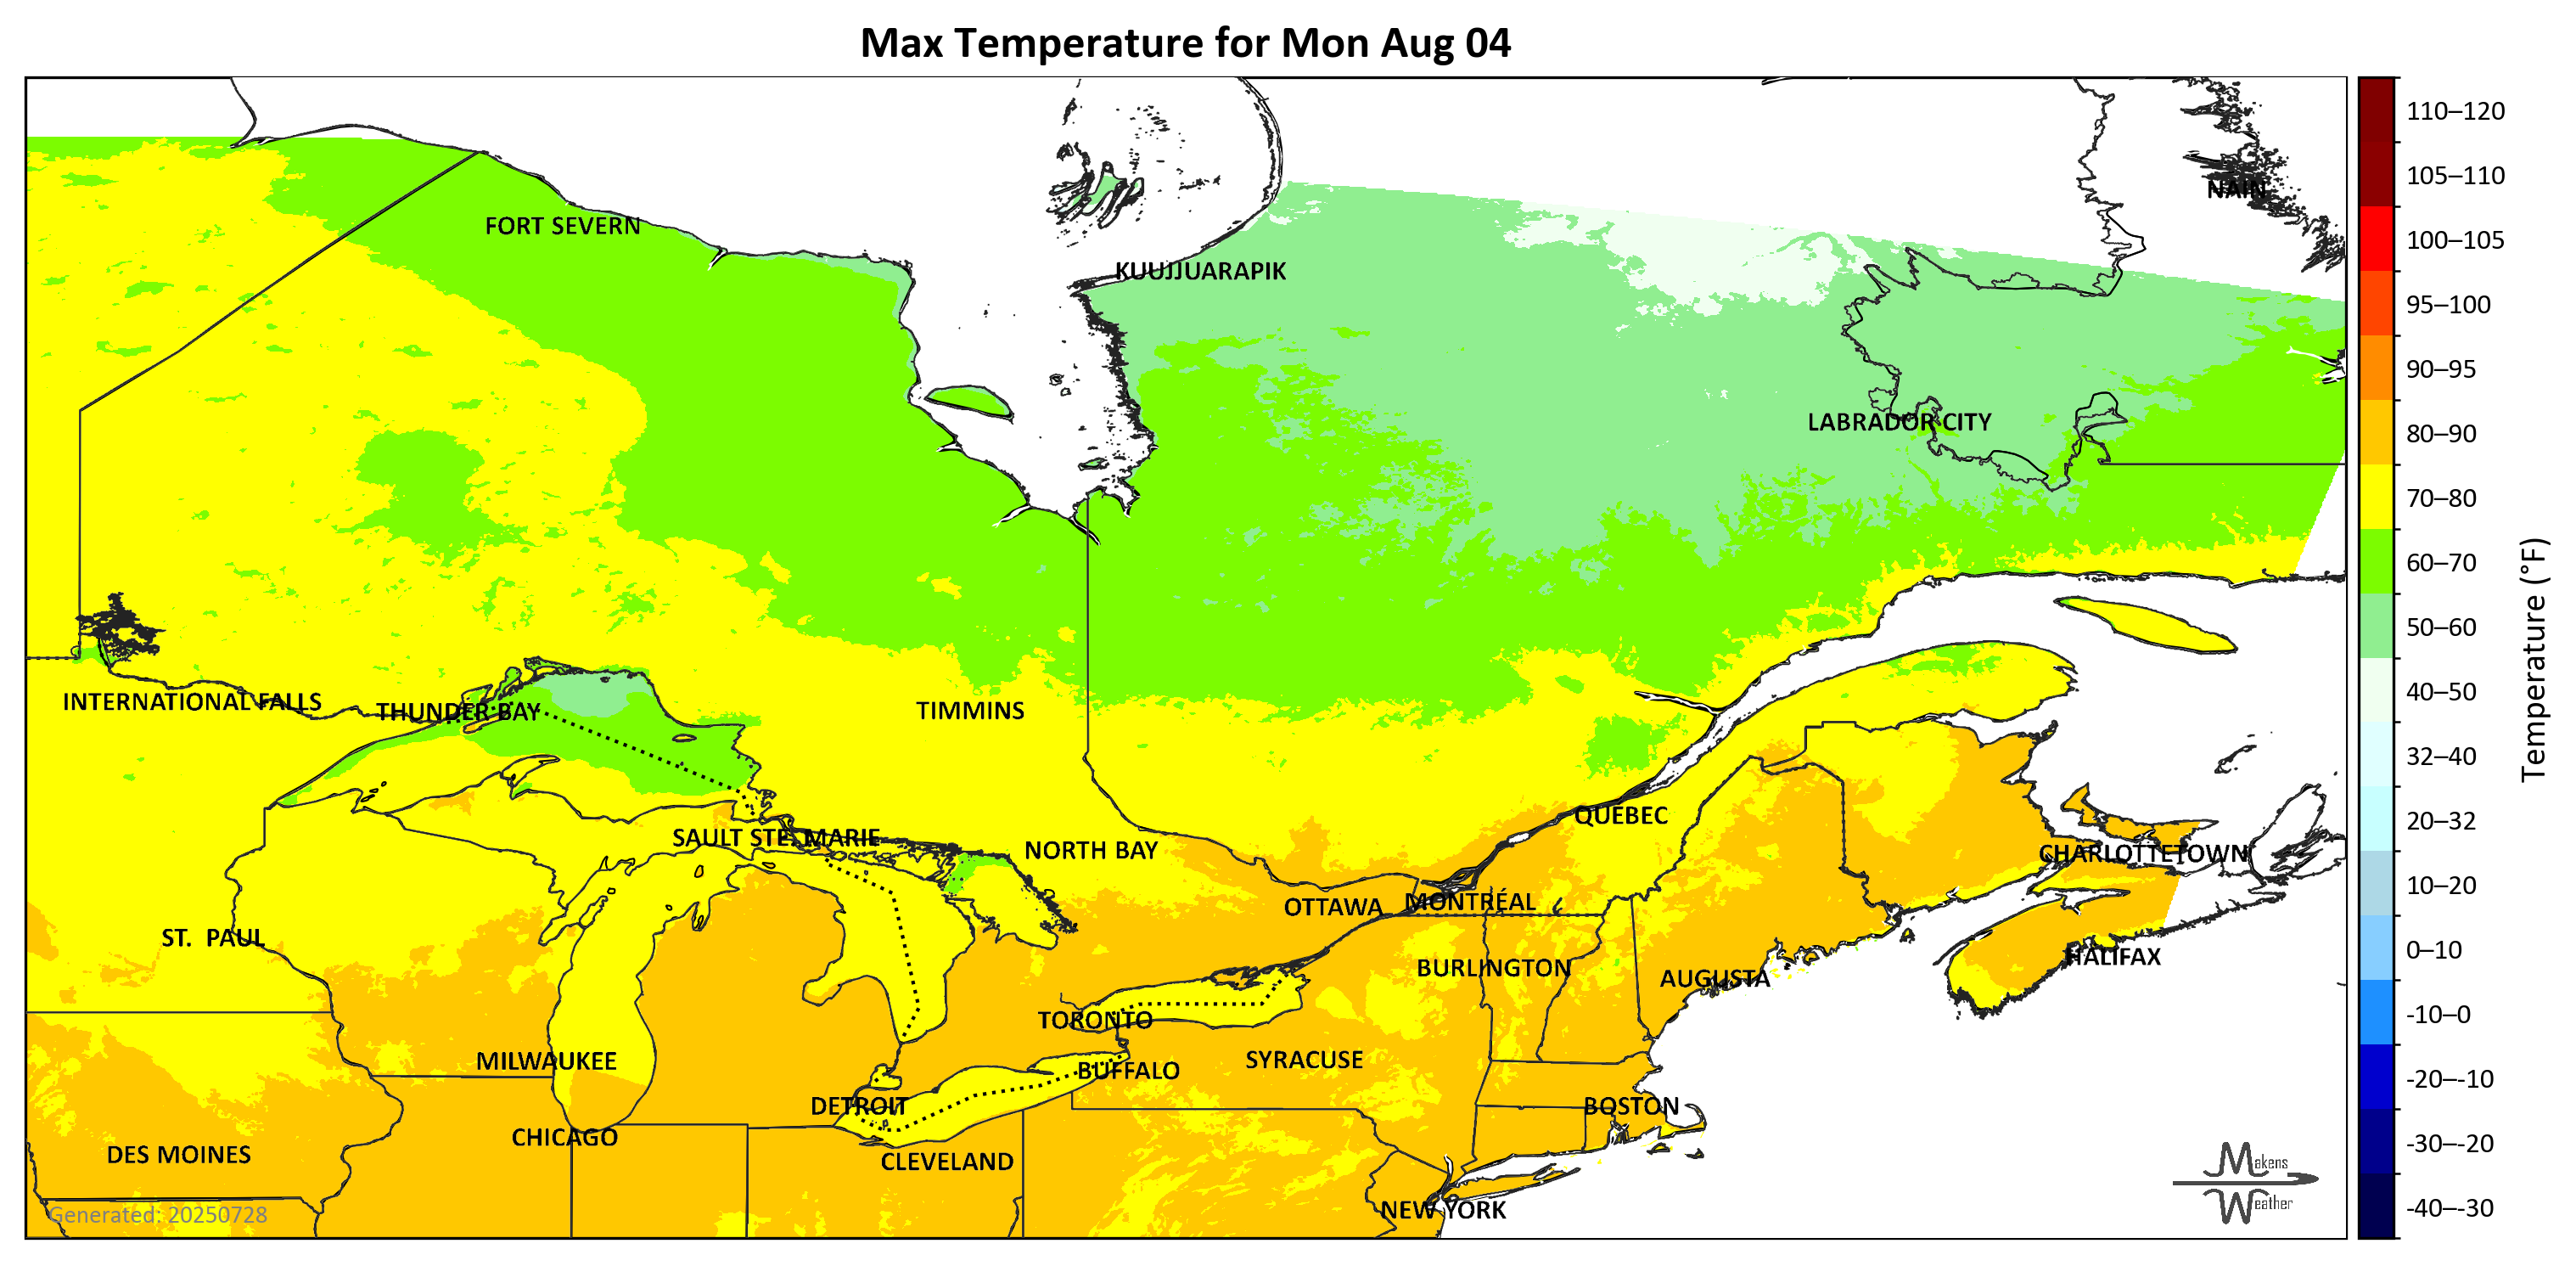 Max Temperature for Mon Aug 04
NAIN
FORT SEVERN
KUUJJUARAPIK
LABRADOR CITY
INTERNATIONAL FALLS
THUNDER BAY
TIMMINS
QUEBEC
SAULT STE. MARIE
NORTH BAY
CHARLOTTETOWN
OTTAWA
MONTRÉAL
ST. PAUL
HALIFAX
BURLINGTON
AUGUSTA
TORONTO
MILWAUKEE
SYRACUSE
BUFFALO
DETROIT
BOSTON
CHICAGO
DES MOINES
CLEVELAND
NEW YORK
Generated: 20250728
Makens
Weather
110–120
105–110
100–105
95–100
90–95
80–90
70–80
60–70
50–60
40–50
32–40
20–32
10–20
0–10
-10–0
-20–-10
-30–-20
-40–-30
Temperature (°F)